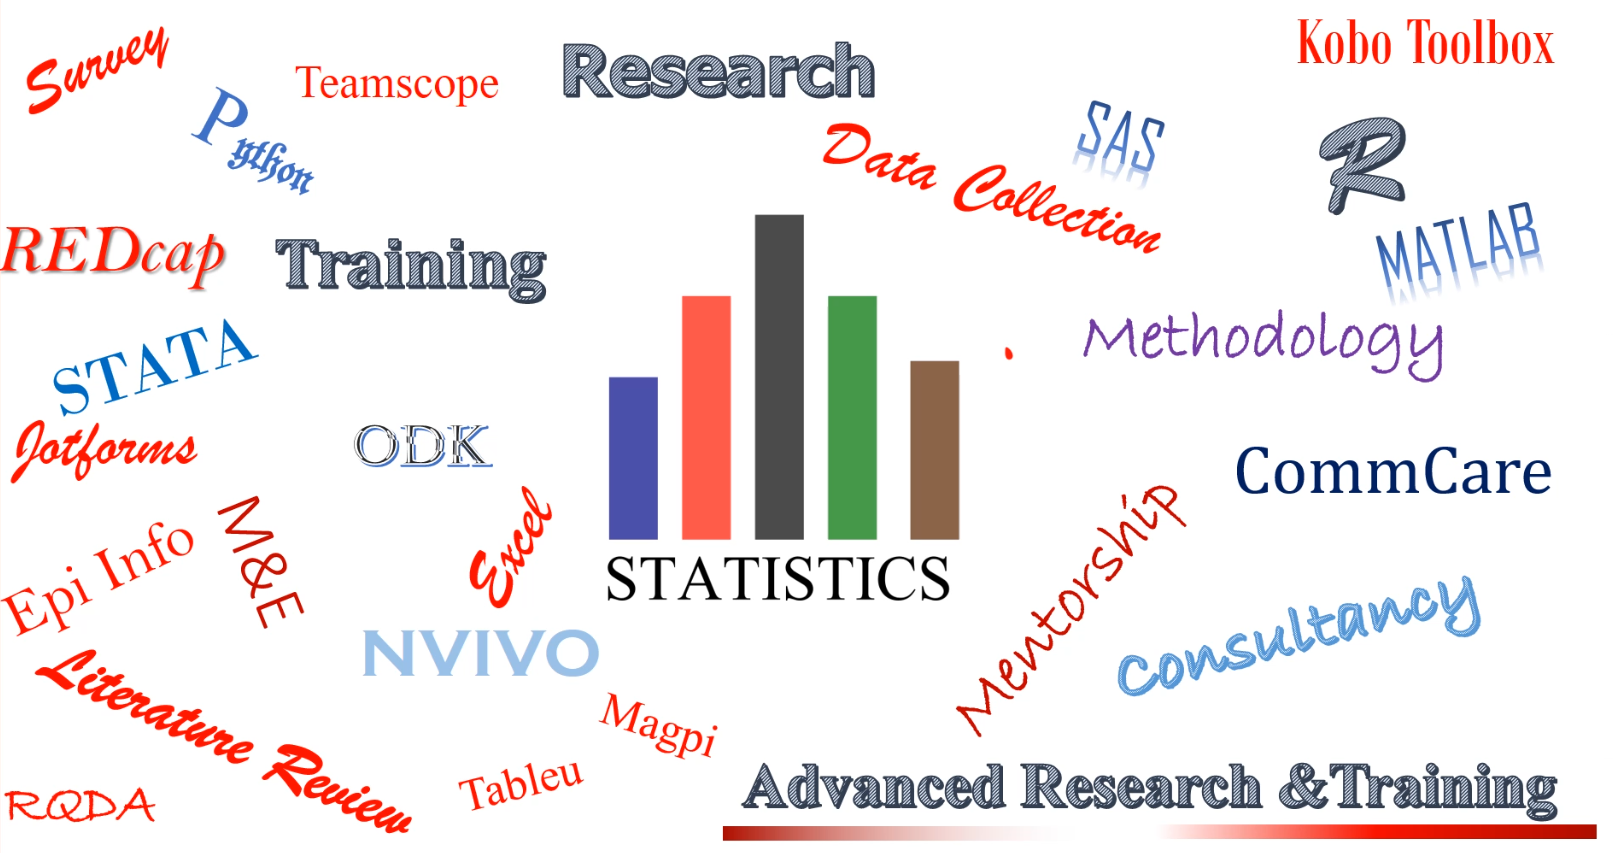 Survey
Teamscope
Research
Kobo Toolbox
Python
Data Collection
SAS
R
REDcap
Training
MATLAB
STATA
Methodology
Jotforms
ODK
CommCare
M&E
Excel
Epi Info
STATISTICS
Mentorship
Consultancy
NVIVO
Literature Review
Magpi
Tableu
RQDA
Advanced Research &Training